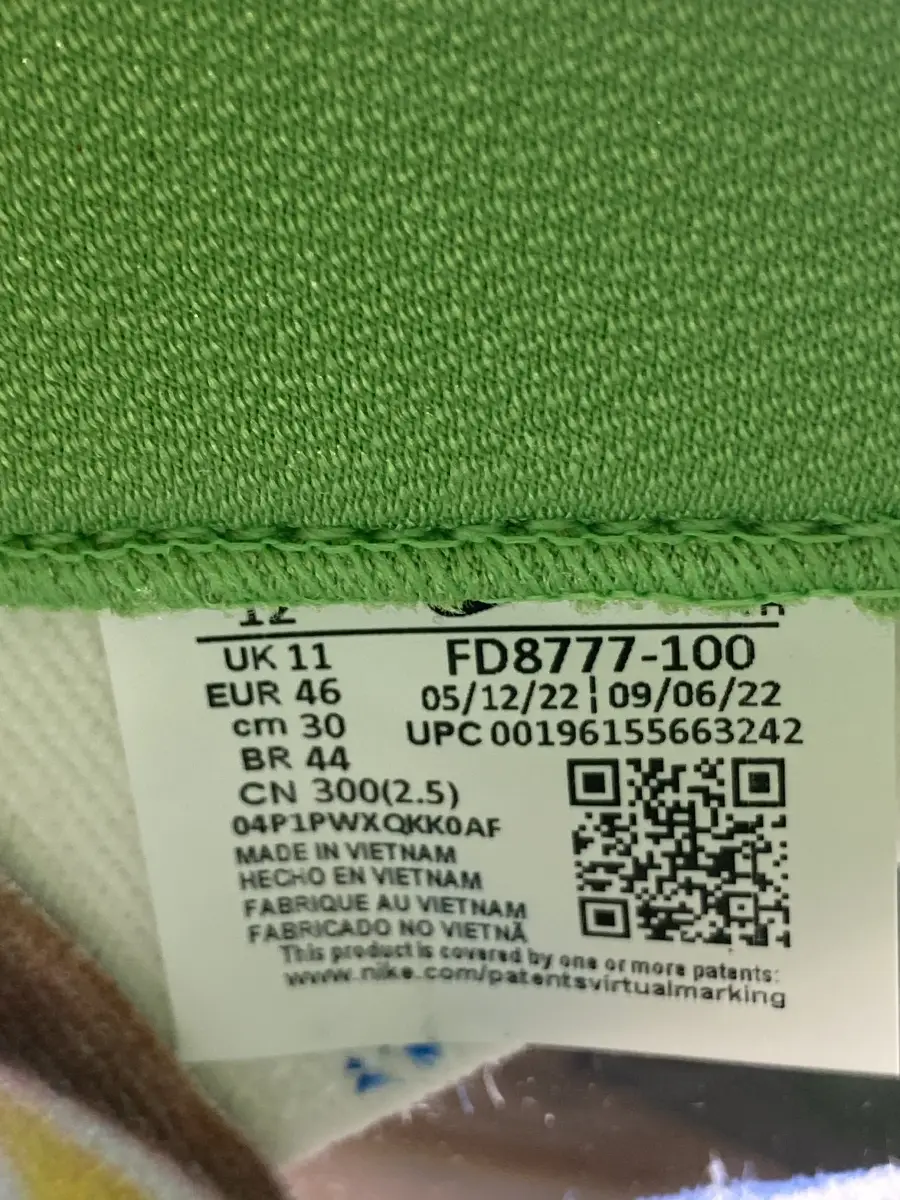 12
UK 11
EUR 46
cm 30
BR 44
CN 300(2.5)
FD8777-100
05/12/22 ¦ 09/06/22
UPC 00196155663242
04P1PWXQKK0AF
MADE IN VIETNAM
HECHO EN VIETNAM
FABRIQUE AU VIETNAM
FABRICADO NO VIETNÃ
This product is covered by one or more patents:
www.nike.com/patentsvirtualmarking